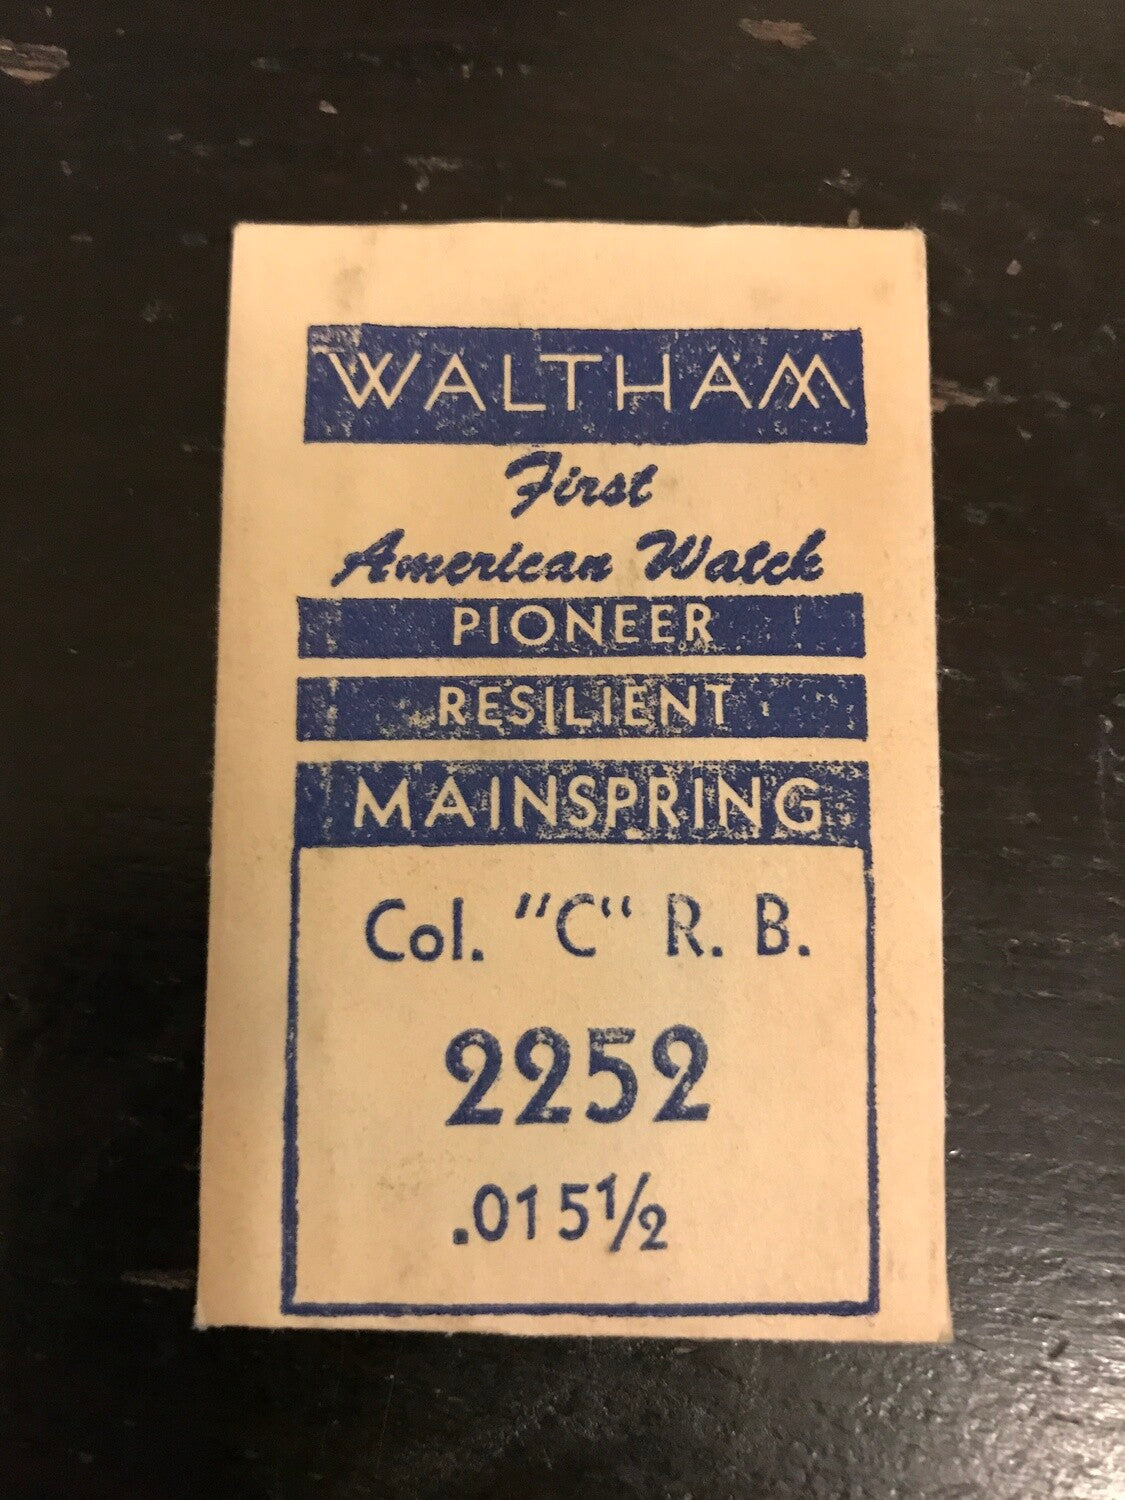 WALTHAM
First
American Watch
PIONEER
RESILIENT
MAINSPRING
Col. "C" R. B.
2252
.015½